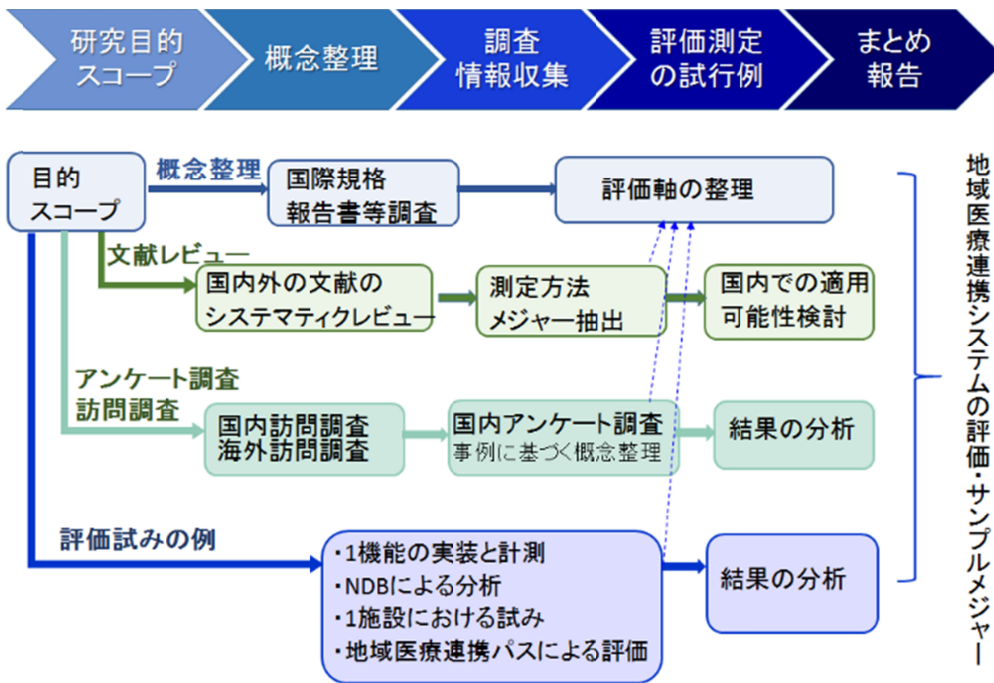 研究目的
スコープ
概念整理
調査
情報収集
評価測定
の試行例
まとめ
報告
目的
スコープ
概念整理
国際規格
報告書等調査
評価軸の整理
文献レビュー
国内外の文献の
システマティクレビュー
測定方法
メジャー抽出
国内での適用
可能性検討
アンケート調査
訪問調査
国内訪問調査
海外訪問調査
国内アンケート調査
事例に基づく概念整理
結果の分析
評価試みの例
・1機能の実装と計測
・NDBによる分析
・1施設における試み
・地域医療連携パスによる評価
結果の分析
地域医療連携システムの評価・サンプルメジャー